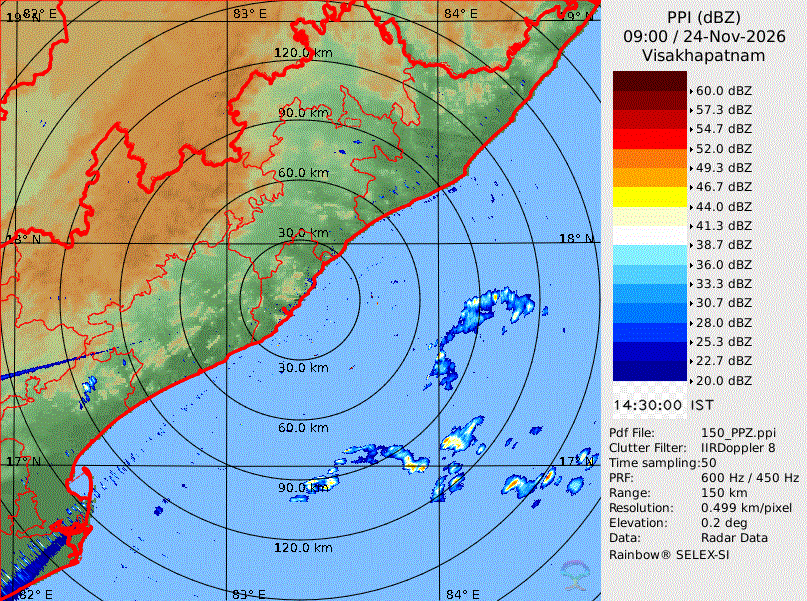 82° E
83° E
84° E
19° N
19° N
120.0 km
90.0 km
60.0 km
30.0 km
18° N
18° N
30.0 km
60.0 km
17° N
17° N
90.0 km
120.0 km
82° E
83° E
84° E
PPI (dBZ)
09:00 / 24-Nov-2026
Visakhapatnam
60.0 dBZ
57.3 dBZ
54.7 dBZ
52.0 dBZ
49.3 dBZ
46.7 dBZ
44.0 dBZ
41.3 dBZ
38.7 dBZ
36.0 dBZ
33.3 dBZ
30.7 dBZ
28.0 dBZ
25.3 dBZ
22.7 dBZ
20.0 dBZ
14:30:00 IST
Pdf File: 150_PPZ.ppi
Clutter Filter: IIRDoppler 8
Time sampling:50
PRF: 600 Hz / 450 Hz
Range: 150 km
Resolution: 0.499 km/pixel
Elevation: 0.2 deg
Data: Radar Data
Rainbow® SELEX-SI